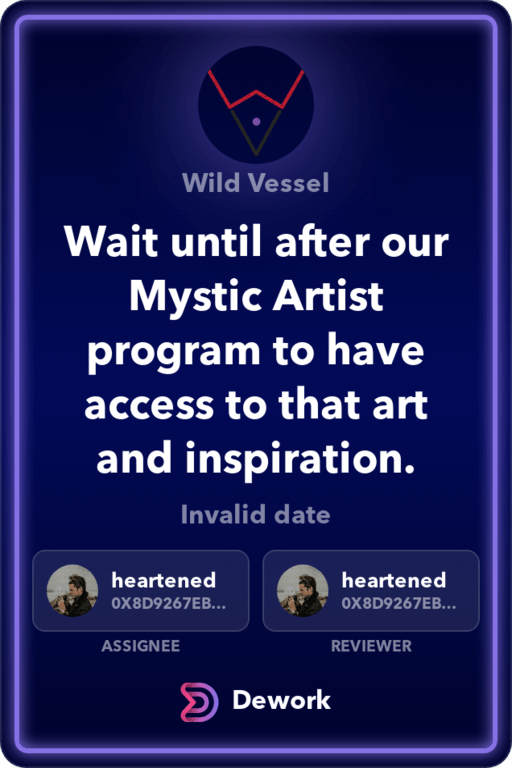 Wild Vessel
Wait until after our
Mystic Artist
program to have
access to that art
and inspiration.
Invalid date
heartened
0X8D9267EB...
ASSIGNEE
heartened
0X8D9267EB...
REVIEWER
Dework